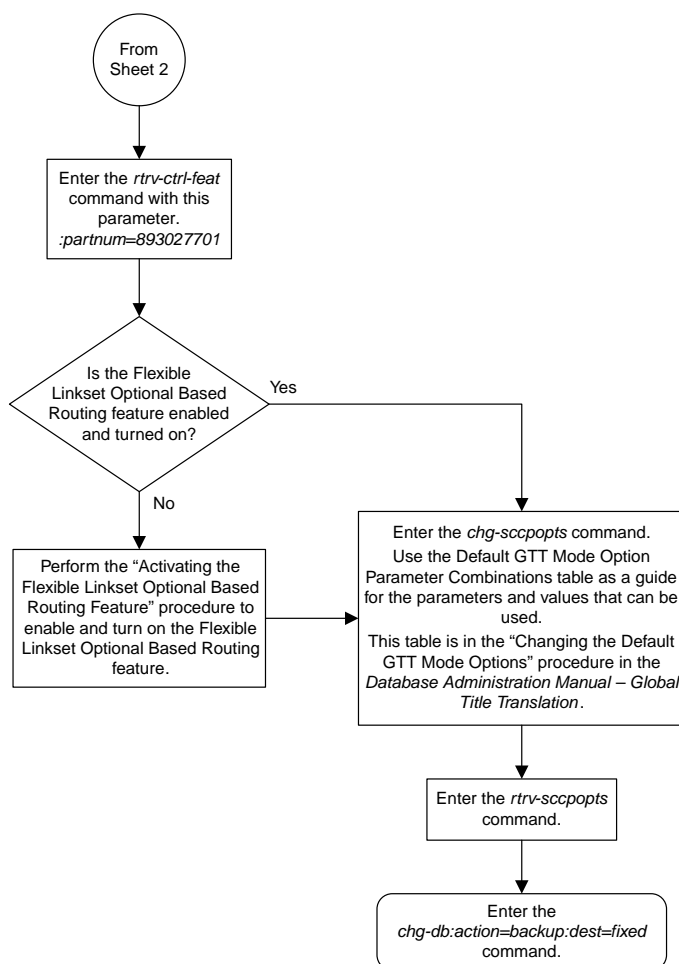 From
Sheet 2
Enter the rtrv-ctrl-feat
command with this
parameter.
:partnum=893027701
Is the Flexible
Linkset Optional Based
Routing feature enabled
and turned on?
Yes
No
Perform the “Activating the
Flexible Linkset Optional Based
Routing Feature” procedure to
enable and turn on the Flexible
Linkset Optional Based Routing
feature.
Enter the chg-sccpopts command.
Use the Default GTT Mode Option
Parameter Combinations table as a guide
for the parameters and values that can be
used.
This table is in the “Changing the Default
GTT Mode Options” procedure in the
Database Administration Manual – Global
Title Translation.
Enter the rtrv-sccpopts
command.
Enter the
chg-db:action=backup:dest=fixed
command.